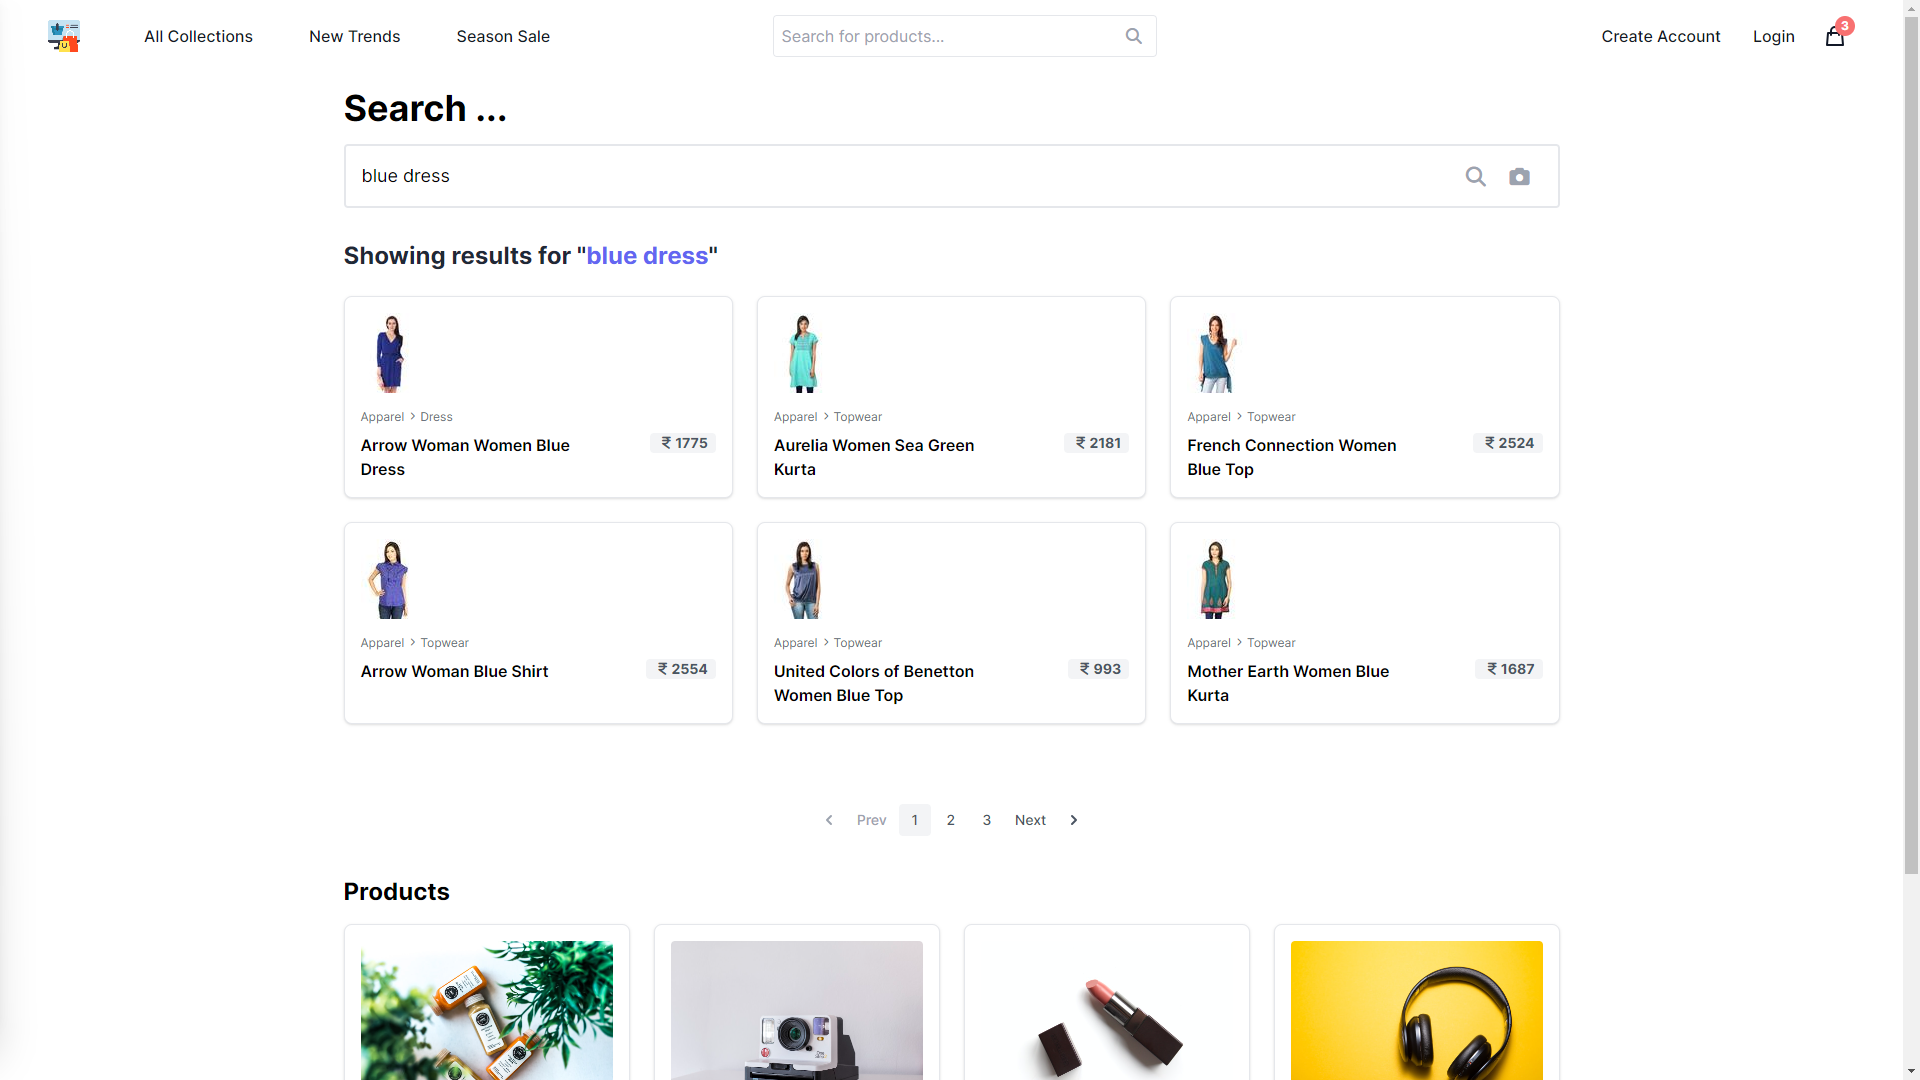 All Collections
New Trends
Season Sale
Search for products...
Create Account
Login
3
Search ...
blue dress
Showing results for "blue dress"
Apparel > Dress
Arrow Woman Women Blue
Dress
₹ 1775
Apparel > Topwear
Aurelia Women Sea Green
Kurta
₹ 2181
Apparel > Topwear
French Connection Women
Blue Top
₹ 2524
Apparel > Topwear
Arrow Woman Blue Shirt
₹ 2554
Apparel > Topwear
United Colors of Benetton
Women Blue Top
₹ 993
Apparel > Topwear
Mother Earth Women Blue
Kurta
₹ 1687
< Prev 1 2 3 Next >
Products